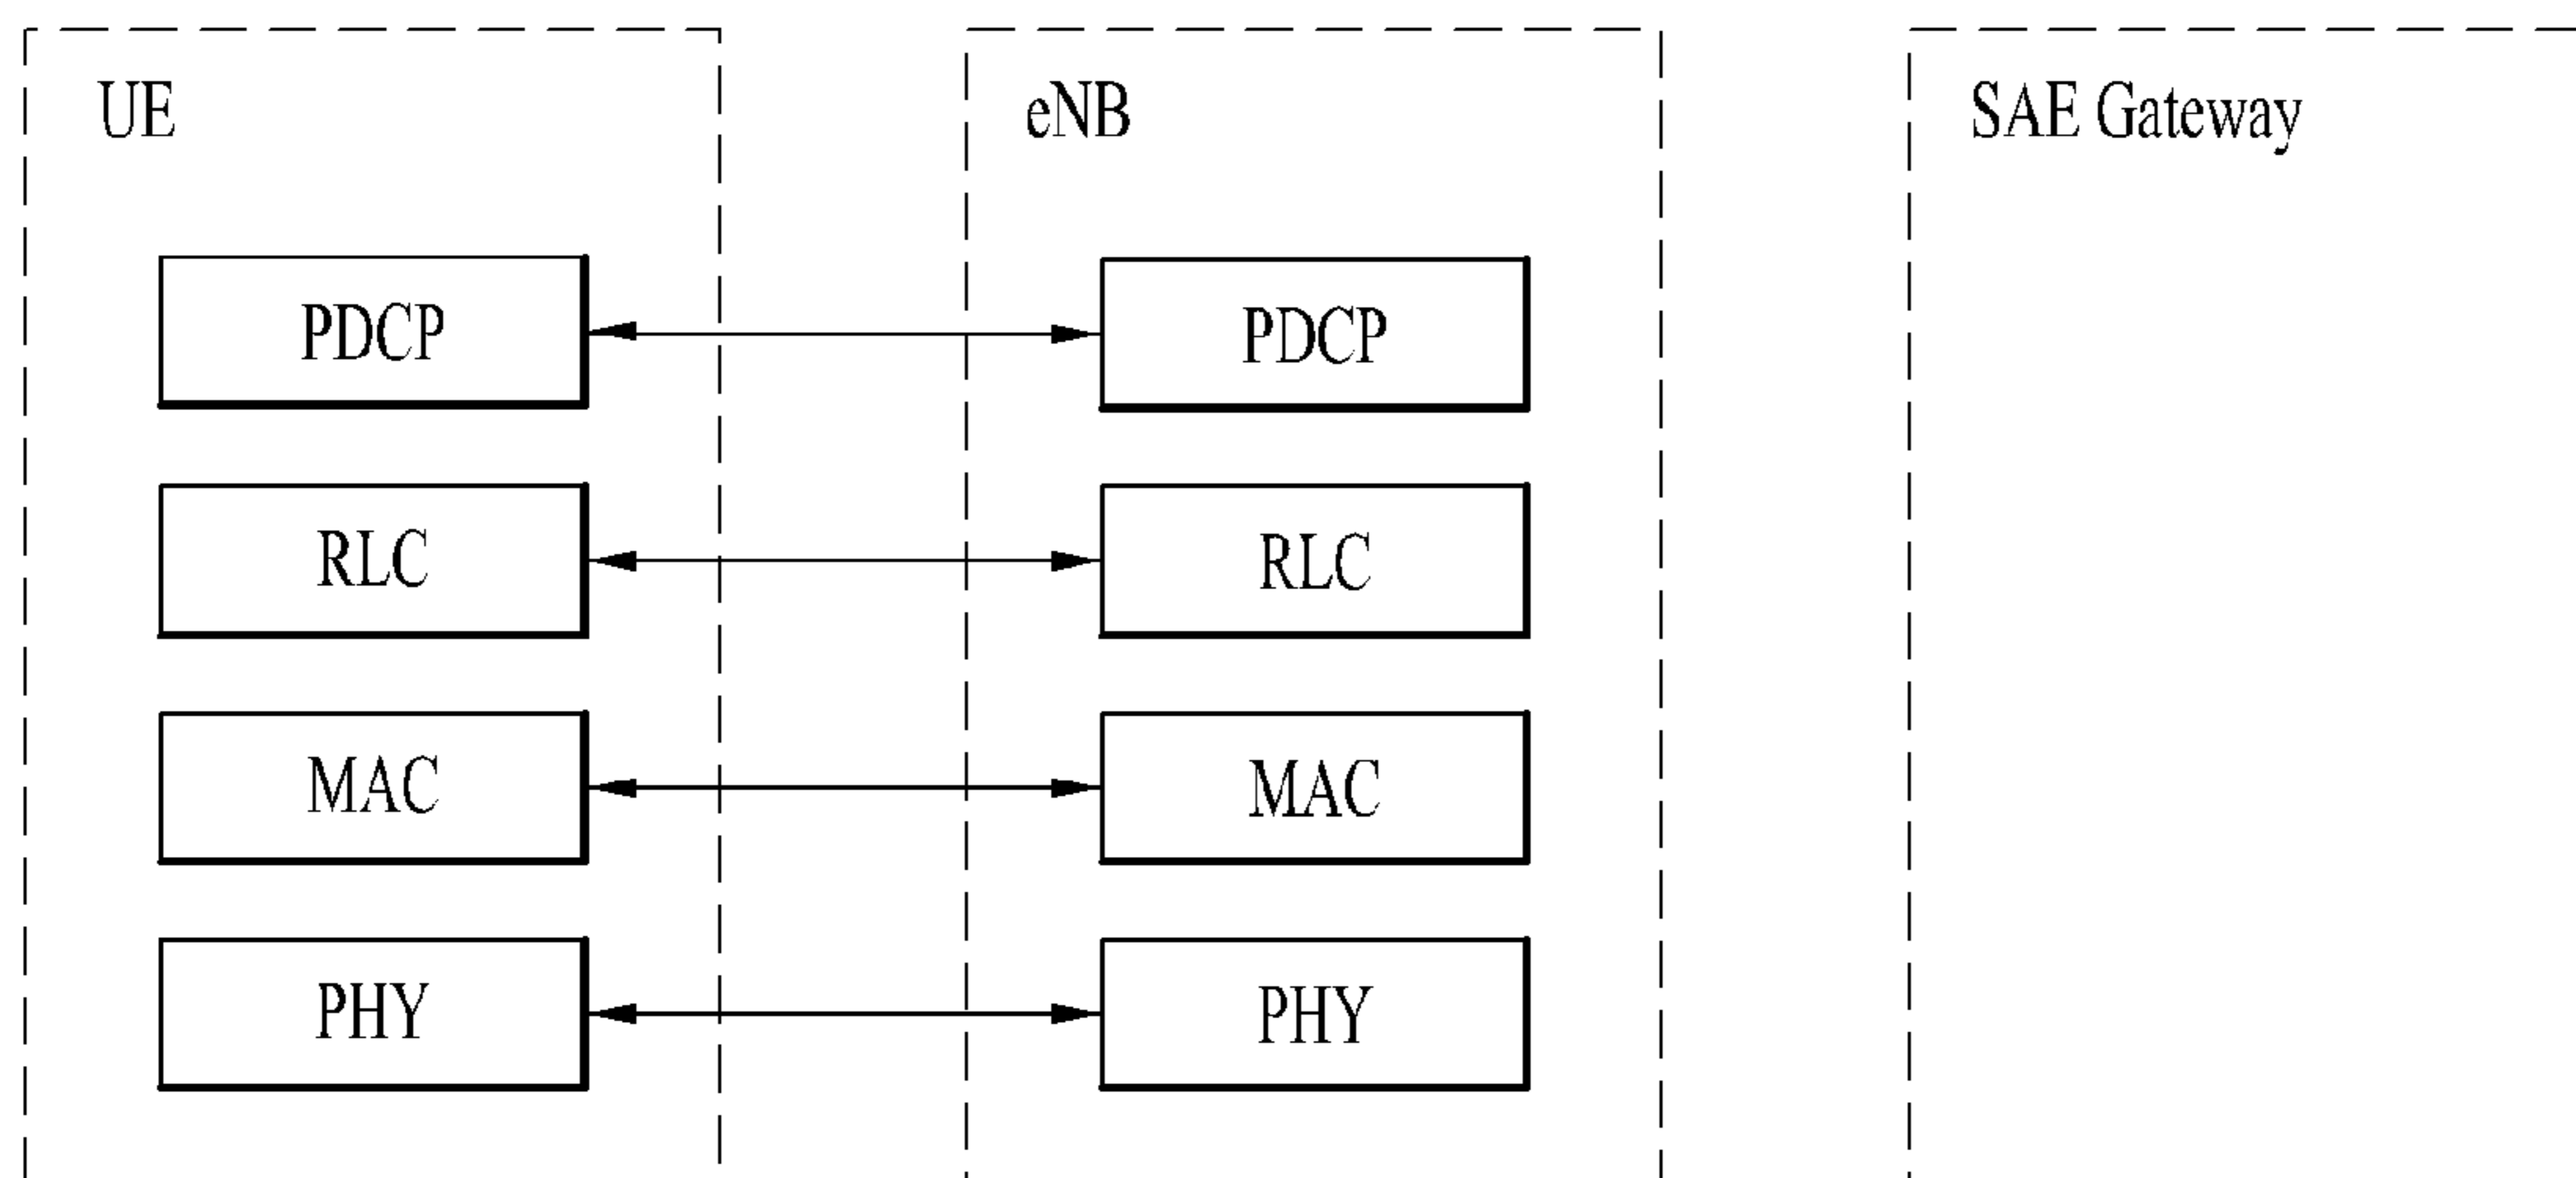 UE
eNB
SAE Gateway
PDCP
PDCP
RLC
RLC
MAC
MAC
PHY
PHY